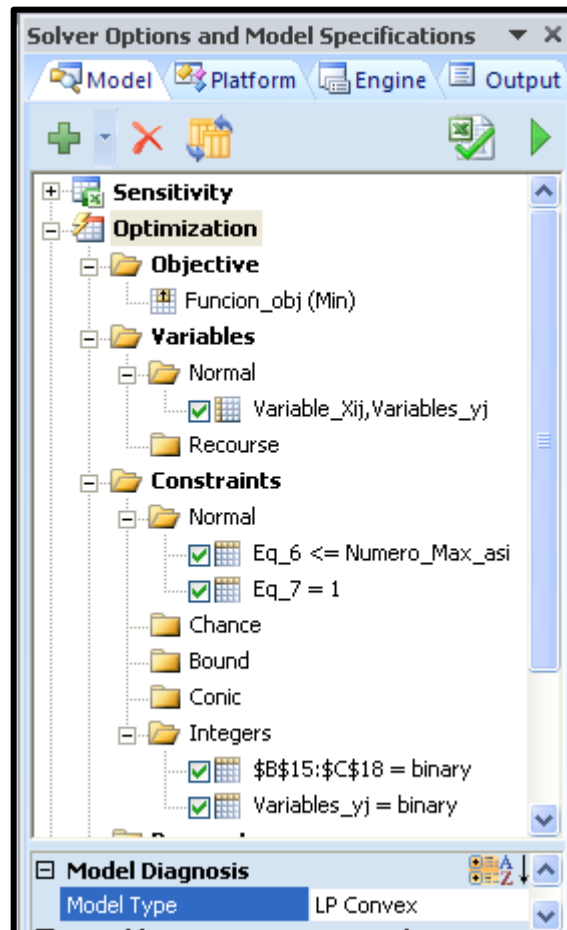 Solver Options and Model Specifications
Model Platform Engine Output
Sensitivity
Optimization
Objective
Funcion_obj (Min)
Variables
Normal
Variable_Xij,Variables_yj
Recourse
Constraints
Normal
Eq_6 <= Numero_Max_asi
Eq_7 = 1
Chance
Bound
Conic
Integers
$B$15:$C$18 = binary
Variables_yj = binary
Model Diagnosis
Model Type LP Convex